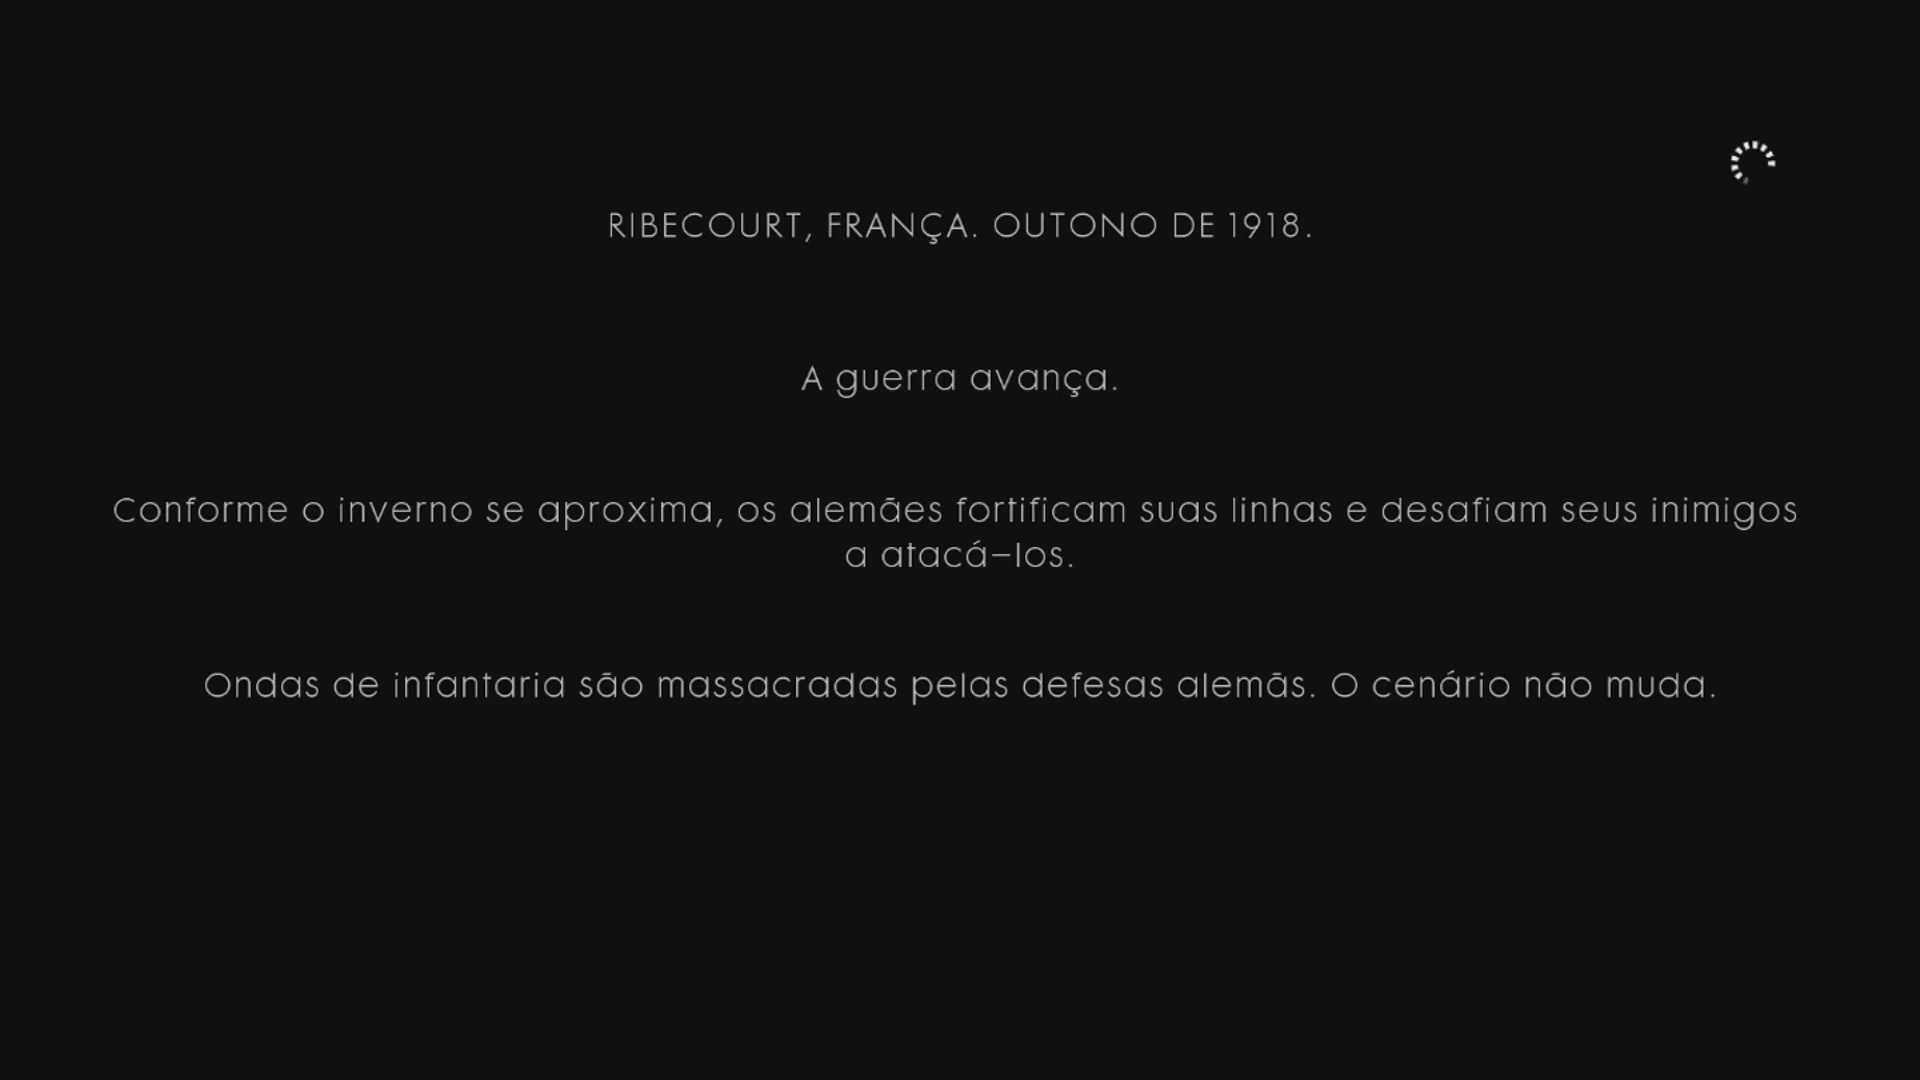 RIBECOURT, FRANÇA. OUTONO DE 1918.
A guerra avança.
Conforme o inverno se aproxima, os alemães fortificam suas linhas e desafiam seus inimigos
a atacá-los.
Ondas de infantaria são massacradas pelas defesas alemãs. O cenário não muda.